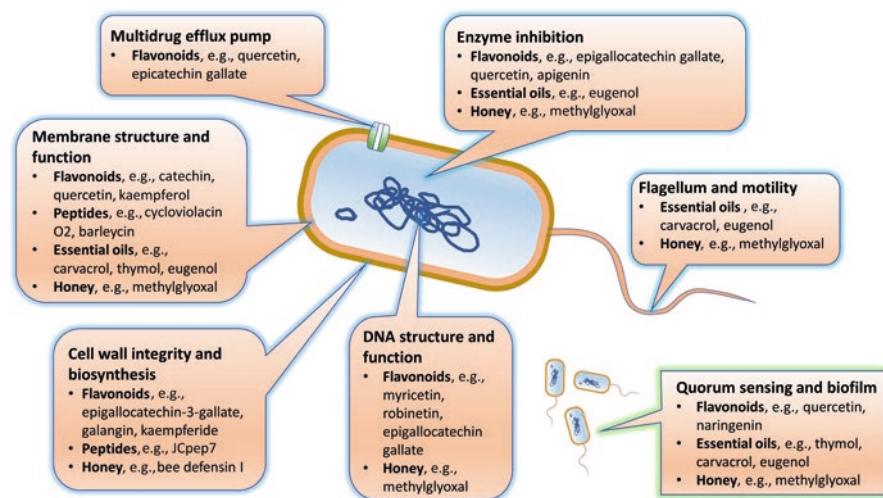 Multidrug efflux pump
• Flavonoids, e.g., quercetin,
epicatechin gallate
Enzyme inhibition
• Flavonoids, e.g., epigallocatechin gallate,
quercetin, apigenin
• Essential oils, e.g., eugenol
• Honey, e.g., methylglyoxal
Membrane structure and
function
• Flavonoids, e.g., catechin,
quercetin, kaempferol
• Peptides, e.g., cycloviolacin
O2, barleycin
• Essential oils, e.g.,
carvacrol, thymol, eugenol
• Honey, e.g., methylglyoxal
Flagellum and motility
• Essential oils , e.g.,
carvacrol, eugenol
• Honey, e.g., methylglyoxal
Cell wall integrity and
biosynthesis
• Flavonoids, e.g.,
epigallocatechin-3-gallate,
galangin, kaempferide
• Peptides, e.g., JCpep7
• Honey, e.g., bee defensin I
DNA structure and
function
• Flavonoids, e.g.,
myricetin,
robinetin,
epigallocatechin
gallate
• Honey, e.g.,
methylglyoxal
Quorum sensing and biofilm
• Flavonoids, e.g., quercetin,
naringenin
• Essential oils, e.g., thymol,
carvacrol, eugenol
• Honey, e.g., methylglyoxal